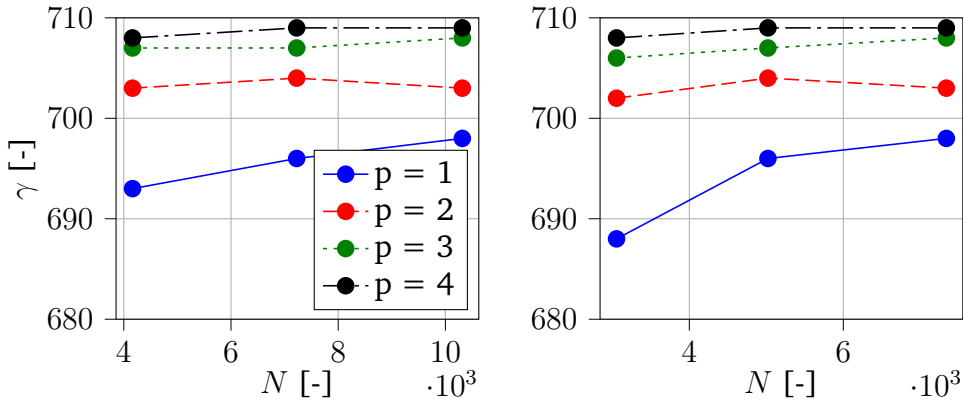 710
700
690
680
γ [-]
4 6 8 10
N [-]
·10³
p = 1
p = 2
p = 3
p = 4
710
700
690
680
4 6
N [-]
·10³